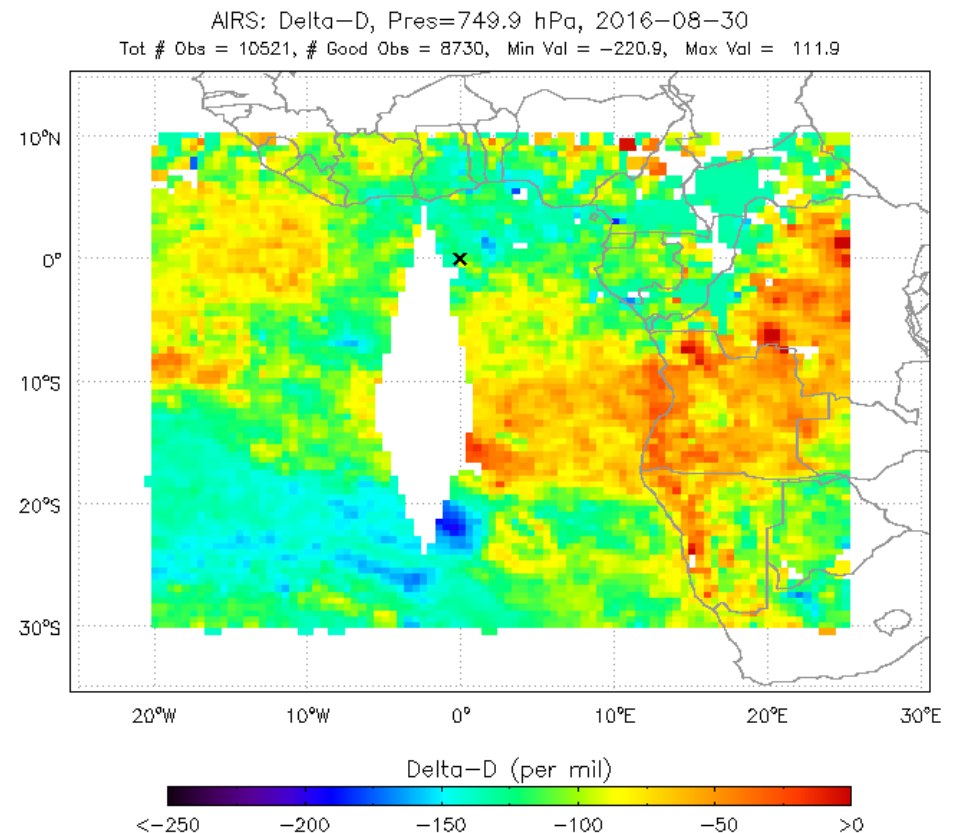 AIRS: Delta-D, Pres=749.9 hPa, 2016-08-30
Tot # Obs = 10521, # Good Obs = 8730, Min Val = -220.9, Max Val = 111.9
10°N
0°
10°S
20°S
30°S
20°W 10°W 0° 10°E 20°E 30°E
Delta-D (per mil)
<-250 -200 -150 -100 -50 >0